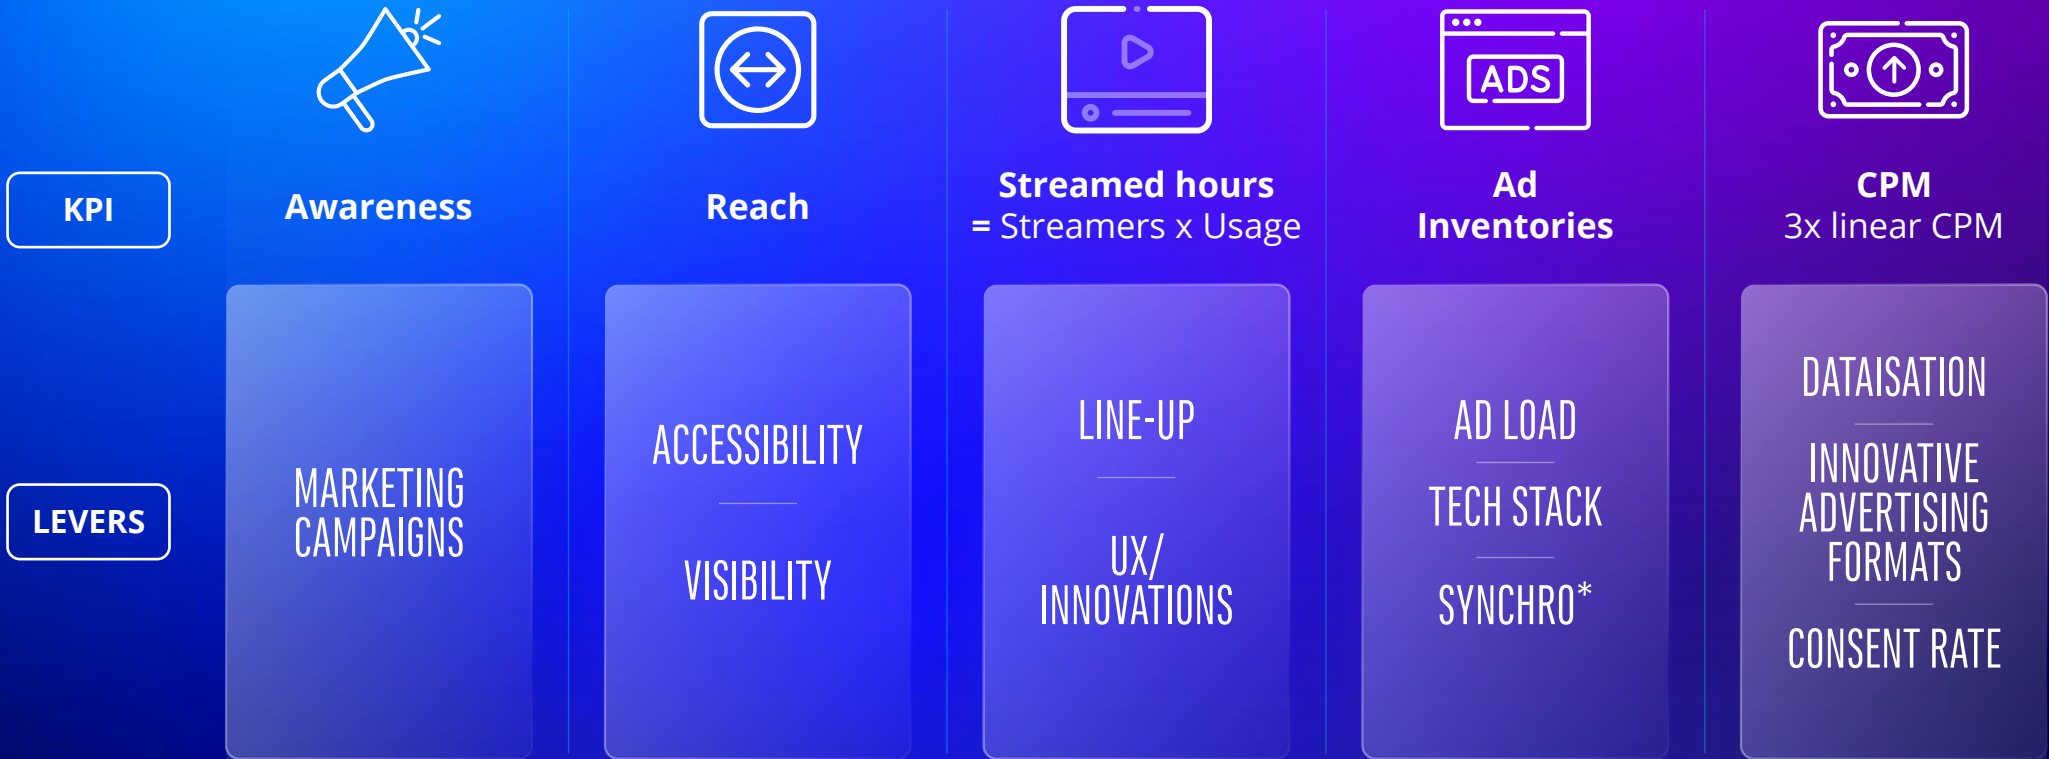 ADS
KPI
Awareness
Reach
Streamed hours
= Streamers x Usage
Ad
Inventories
CPM
3x linear CPM
LEVERS
MARKETING
CAMPAIGNS
ACCESSIBILITY
VISIBILITY
LINE-UP
UX/
INNOVATIONS
AD LOAD
TECH STACK
SYNCHRO*
DATAISATION
INNOVATIVE
ADVERTISING
FORMATS
CONSENT RATE